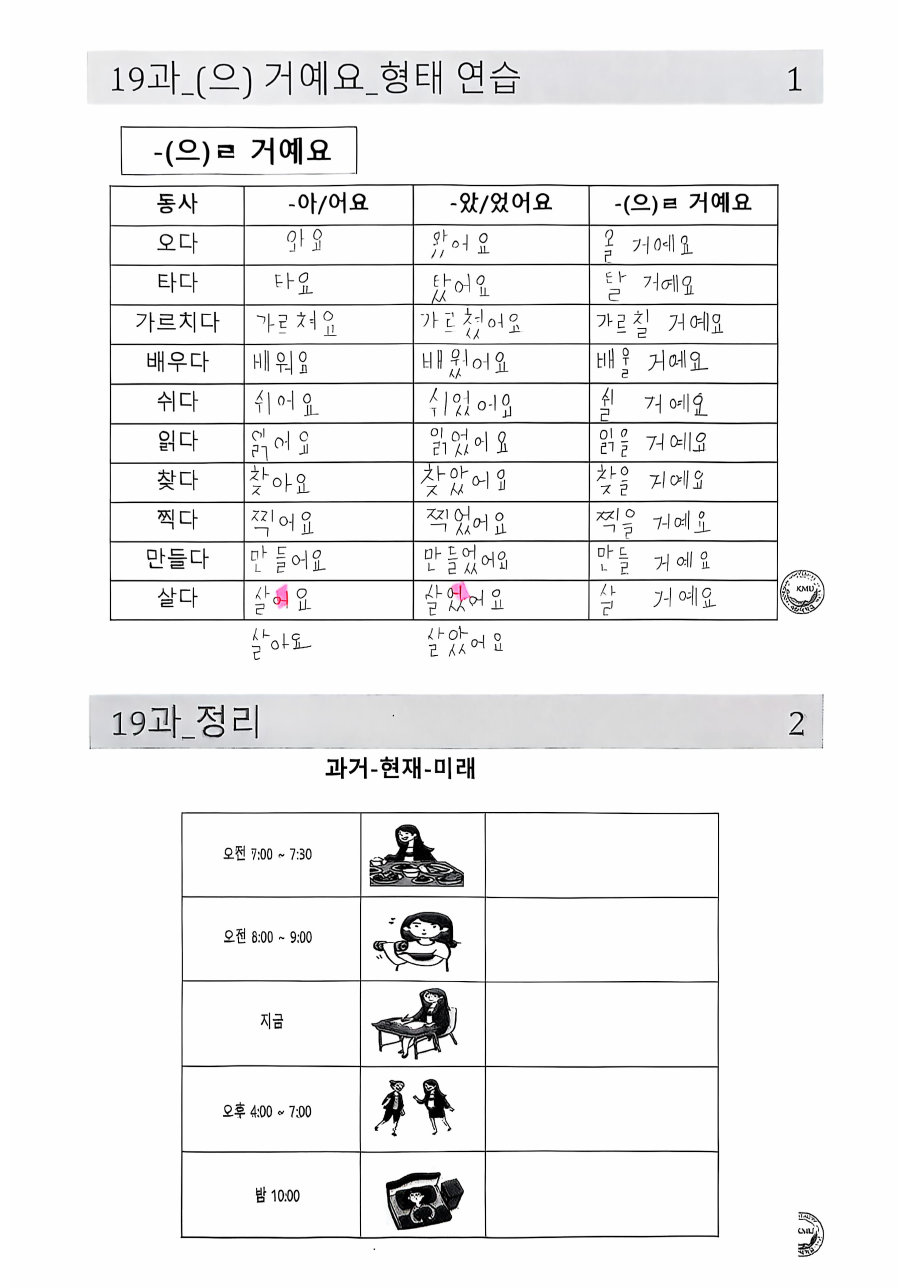 19과_(으) 거예요_형태 연습 1
-(으)ㄹ 거예요
동사 -아/어요 -았/었어요 -(으)ㄹ 거예요
오다 와요 왔어요 올 거예요
타다 타요 탔어요 탈 거예요
가르치다 가르쳐요 가르쳤어요 가르칠 거예요
배우다 배워요 배웠어요 배울 거예요
쉬다 쉬어요 쉬었어요 쉴 거예요
읽다 읽어요 읽었어요 읽을 거예요
찾다 찾아요 찾았어요 찾을 거예요
찍다 찍어요 찍었어요 찍을 거예요
만들다 만들어요 만들었어요 만들 거예요
살다 살어요 살었어요 살 거예요
KMU
살아요 살았어요
19과_정리 2
과거-현재-미래
오전 7:00 ~ 7:30
오전 8:00 ~ 9:00
지금
오후 4:00 ~ 7:00
밤 10:00
KMU